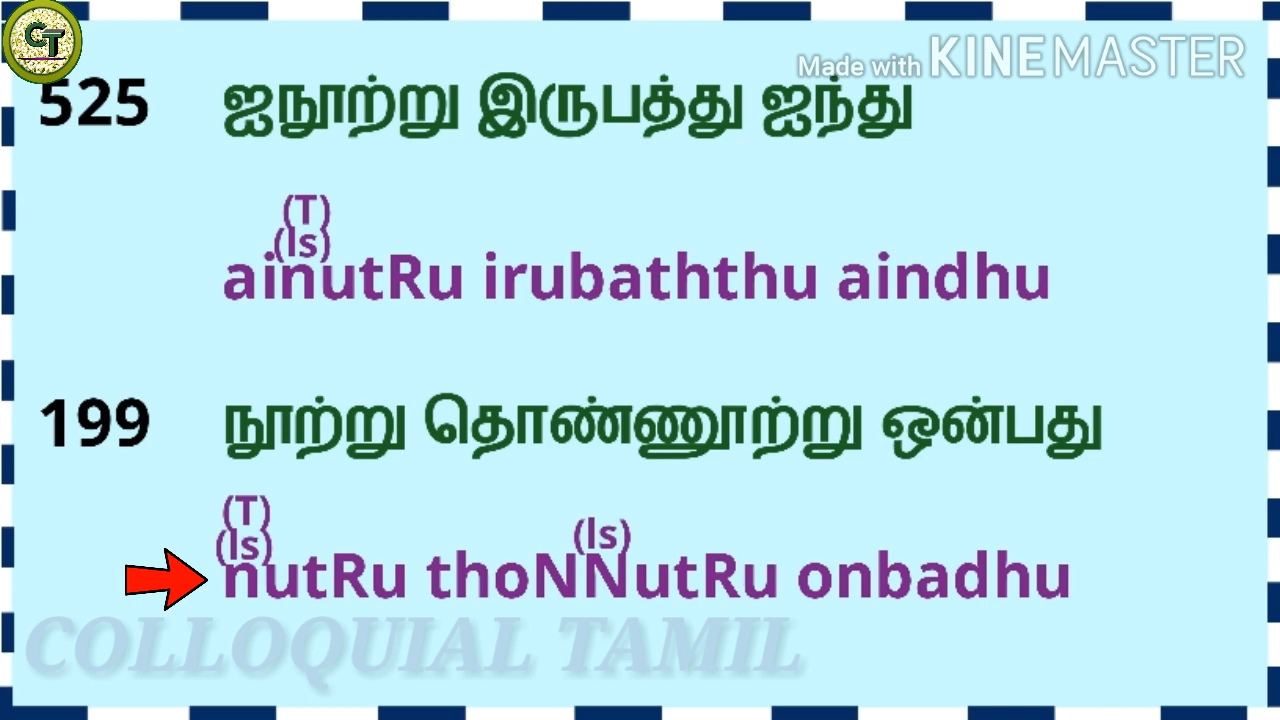 CT
Made with KINEMASTER
525 ஐநூற்று இருபத்து ஐந்து
(T)
(ls)
ainutRu irubaththu aindhu
199 நூற்று தொண்ணூற்று ஒன்பது
(T)
(ls) (ls)
nutRu thoNNutRu onbadhu
COLLOQUIAL TAMIL